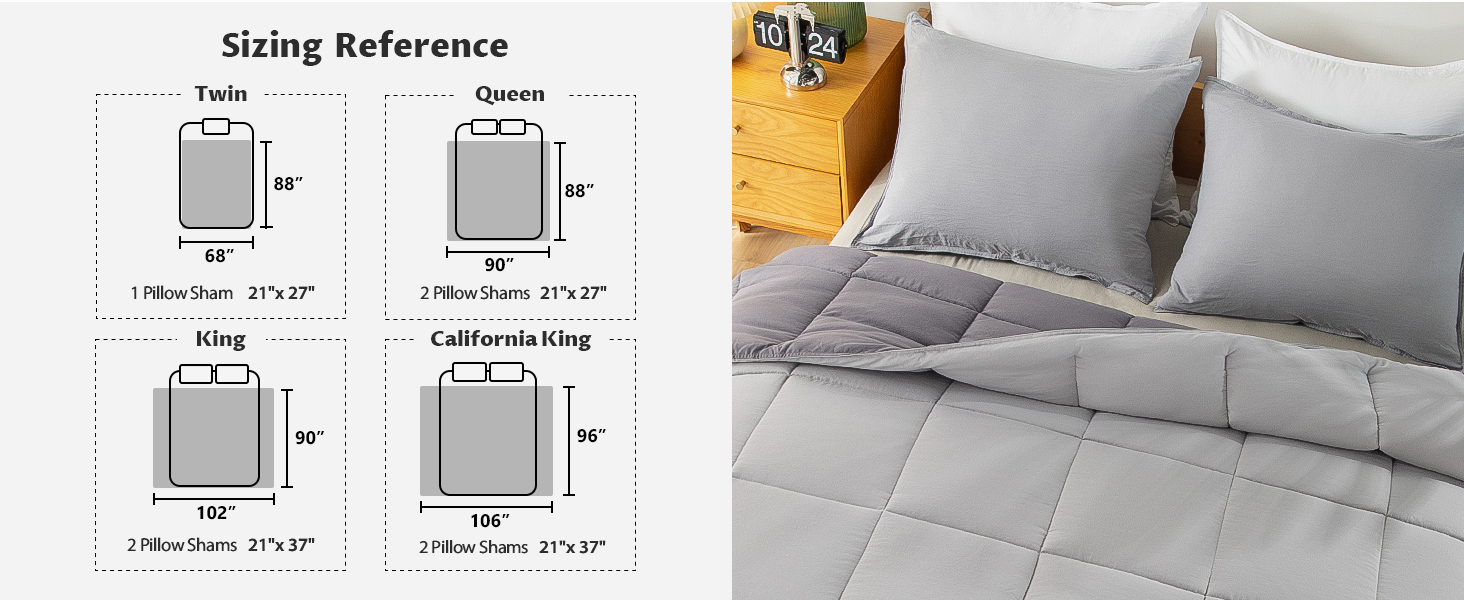 Sizing Reference
Twin
88”
68”
1 Pillow Sham 21"x 27"
Queen
88”
90”
2 Pillow Shams 21"x 27"
King
90”
102”
2 Pillow Shams 21"x 37"
California King
96”
106”
2 Pillow Shams 21"x 37"
10 24